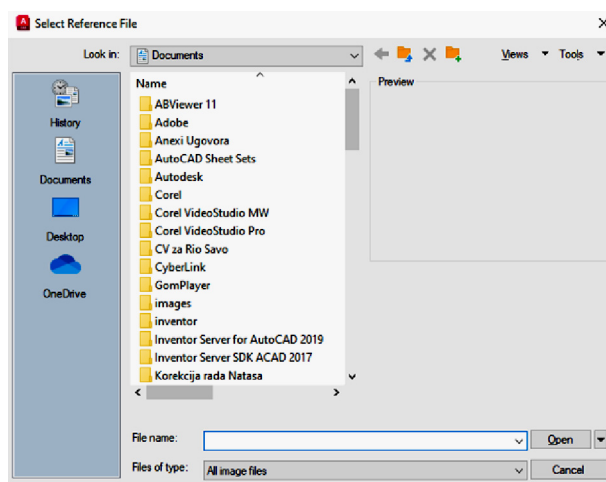 Select Reference File
Look in: Documents Views Tools
Name
Preview
ABViewer 11
Adobe
Anexi Ugovora
AutoCAD Sheet Sets
Autodesk
Corel
Corel VideoStudio MW
Corel VideoStudio Pro
CV za Rio Savo
CyberLink
GomPlayer
images
inventor
Inventor Server for AutoCAD 2019
Inventor Server SDK ACAD 2017
Korekcija rada Natasa
History
Documents
Desktop
OneDrive
File name: Open
Files of type: All image files Cancel